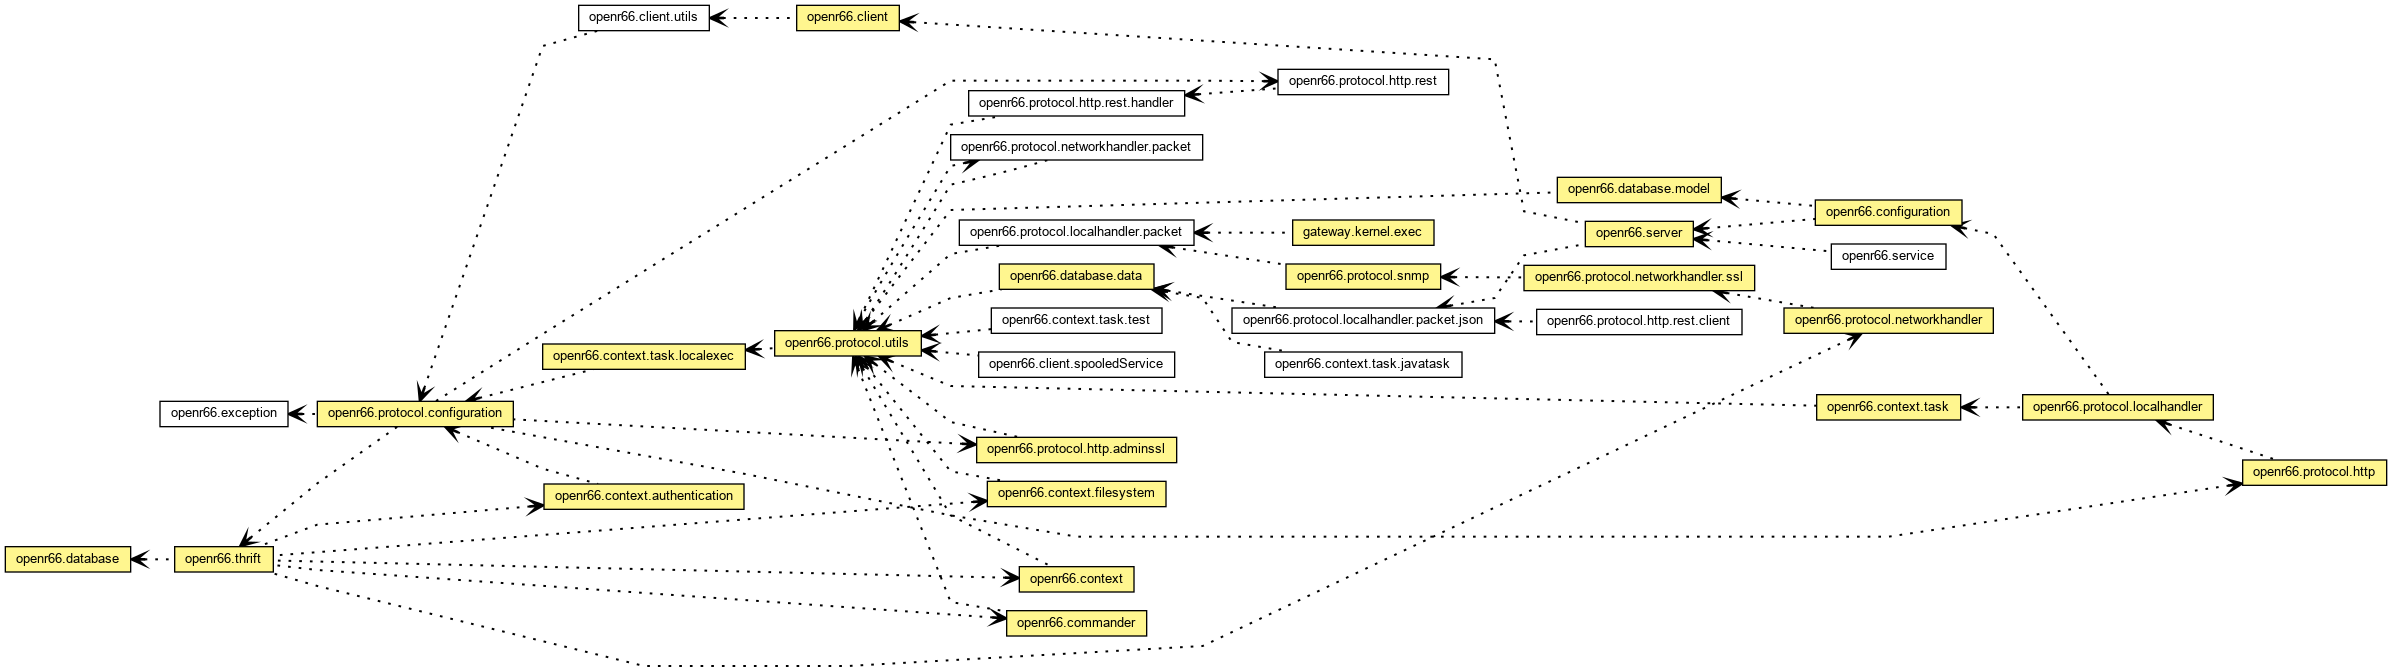 openr66.client.utils
openr66.client
openr66.protocol.http.rest
openr66.protocol.http.rest.handler
openr66.protocol.networkhandler.packet
openr66.database.model
openr66.configuration
openr66.protocol.localhandler.packet
gateway.kernel.exec
openr66.server
openr66.service
openr66.database.data
openr66.protocol.snmp
openr66.protocol.networkhandler.ssl
openr66.context.task.test
openr66.protocol.localhandler.packet.json
openr66.protocol.http.rest.client
openr66.protocol.networkhandler
openr66.protocol.utils
openr66.context.task.localexec
openr66.client.spooledService
openr66.context.task.javatask
openr66.exception
openr66.protocol.configuration
openr66.context.task
openr66.protocol.localhandler
openr66.protocol.http.adminssl
openr66.protocol.http
openr66.context.authentication
openr66.context.filesystem
openr66.database
openr66.thrift
openr66.context
openr66.commander